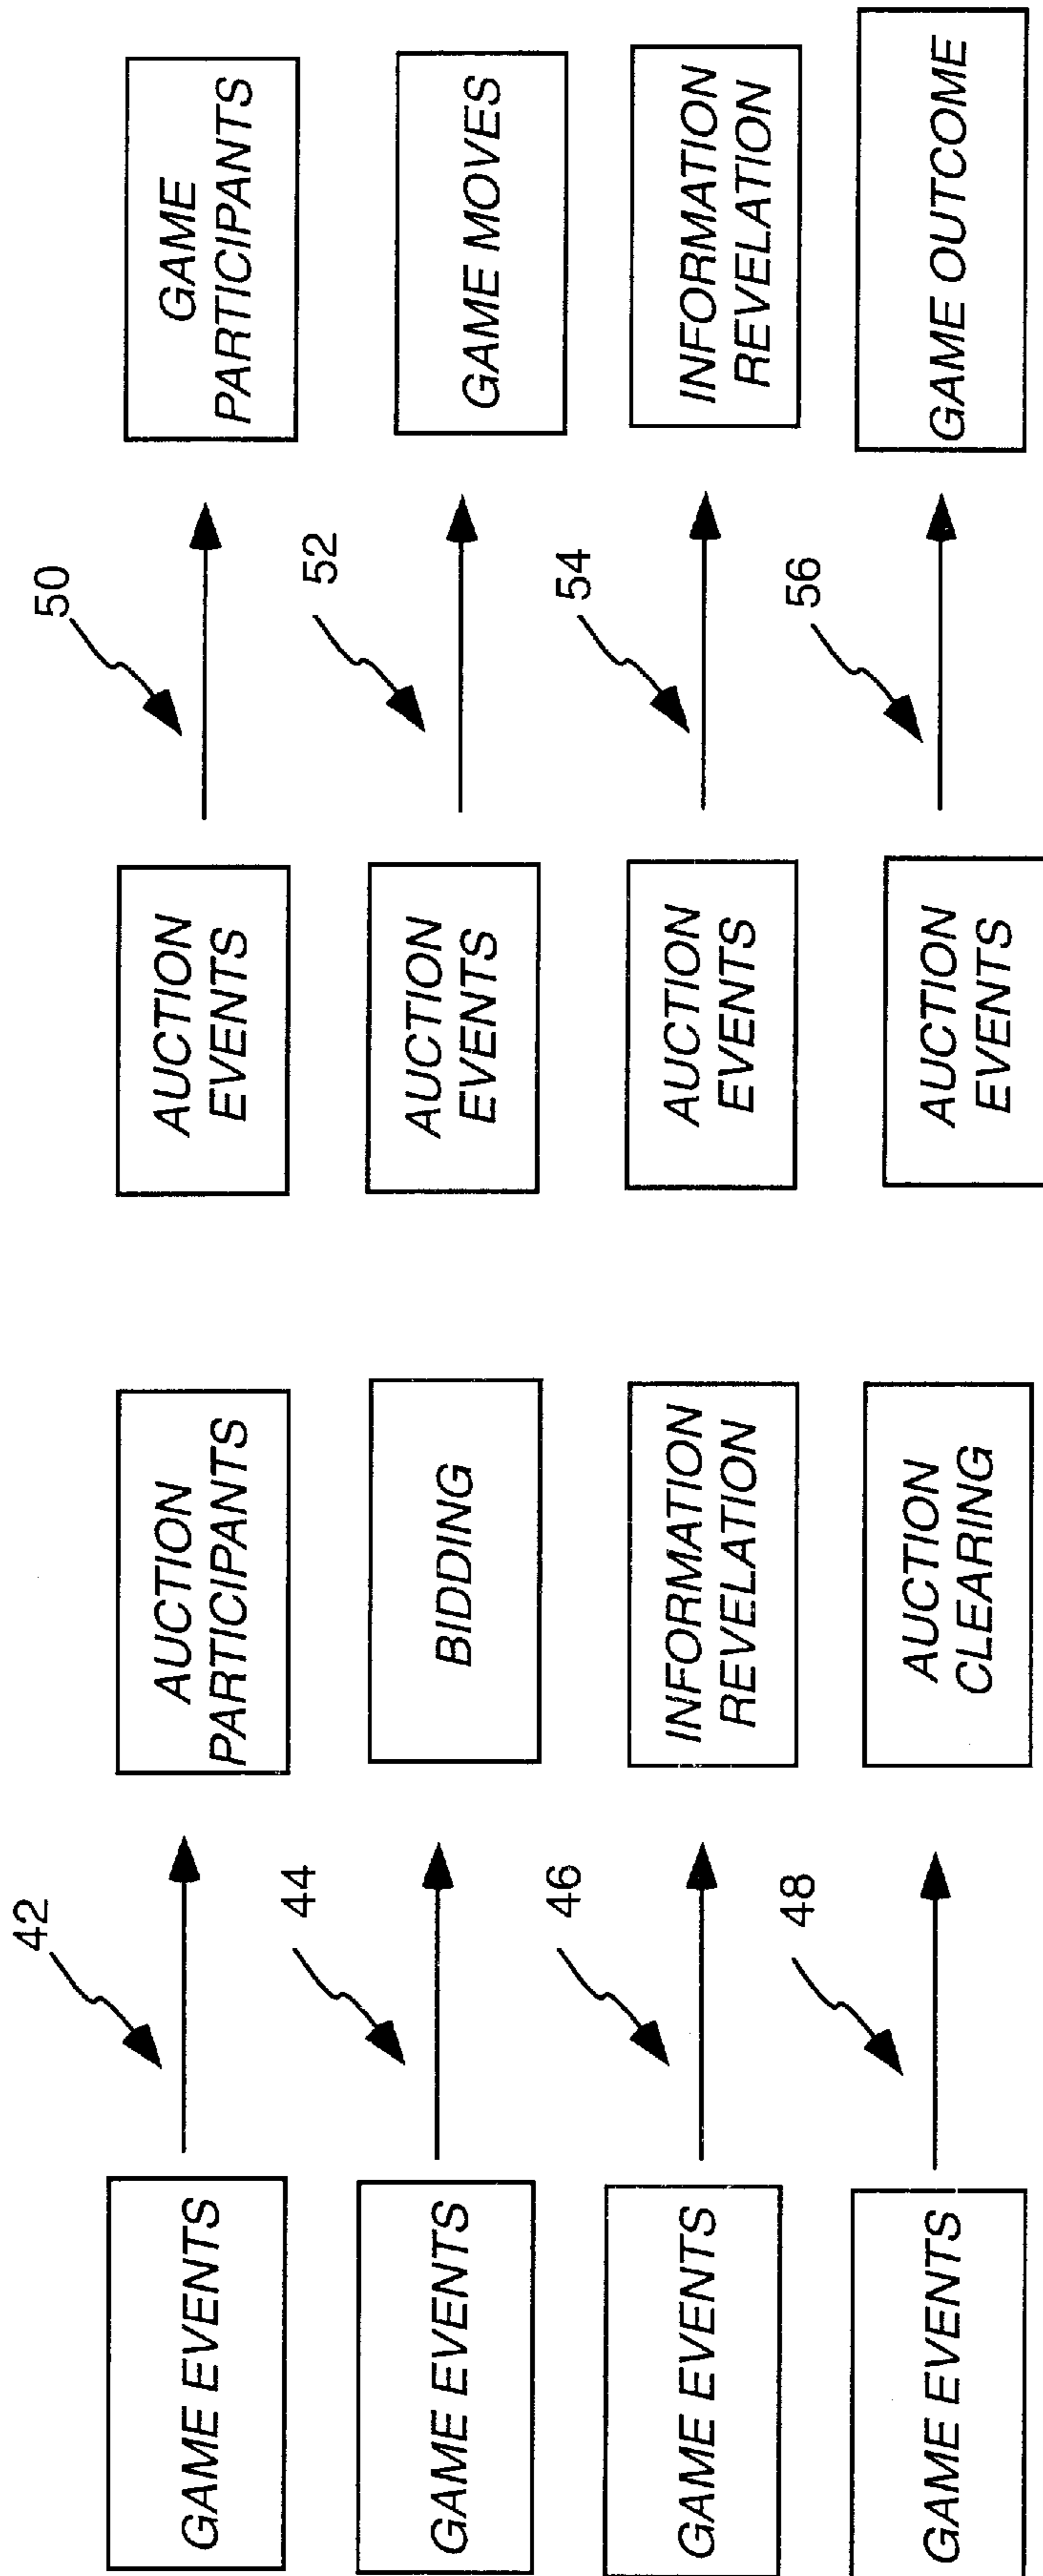 GAME EVENTS
42
AUCTION
PARTICIPANTS
AUCTION
EVENTS
50
GAME
PARTICIPANTS
GAME EVENTS
44
BIDDING
AUCTION
EVENTS
52
GAME MOVES
GAME EVENTS
46
INFORMATION
REVELATION
AUCTION
EVENTS
54
INFORMATION
REVELATION
GAME EVENTS
48
AUCTION
CLEARING
AUCTION
EVENTS
56
GAME OUTCOME